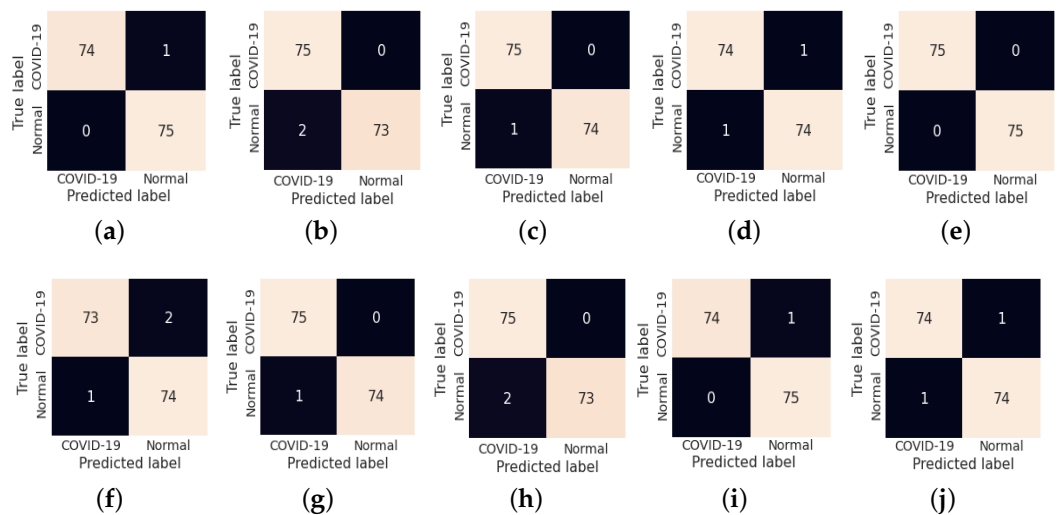 True label COVID-19 74 1
Normal 0 75
COVID-19 Normal
Predicted label
(a)
True label COVID-19 75 0
Normal 2 73
COVID-19 Normal
Predicted label
(b)
True label COVID-19 75 0
Normal 1 74
COVID-19 Normal
Predicted label
(c)
True label COVID-19 74 1
Normal 1 74
COVID-19 Normal
Predicted label
(d)
True label COVID-19 75 0
Normal 0 75
COVID-19 Normal
Predicted label
(e)
True label COVID-19 73 2
Normal 1 74
COVID-19 Normal
Predicted label
(f)
True label COVID-19 75 0
Normal 1 74
COVID-19 Normal
Predicted label
(g)
True label COVID-19 75 0
Normal 2 73
COVID-19 Normal
Predicted label
(h)
True label COVID-19 74 1
Normal 0 75
COVID-19 Normal
Predicted label
(i)
True label COVID-19 74 1
Normal 1 74
COVID-19 Normal
Predicted label
(j)